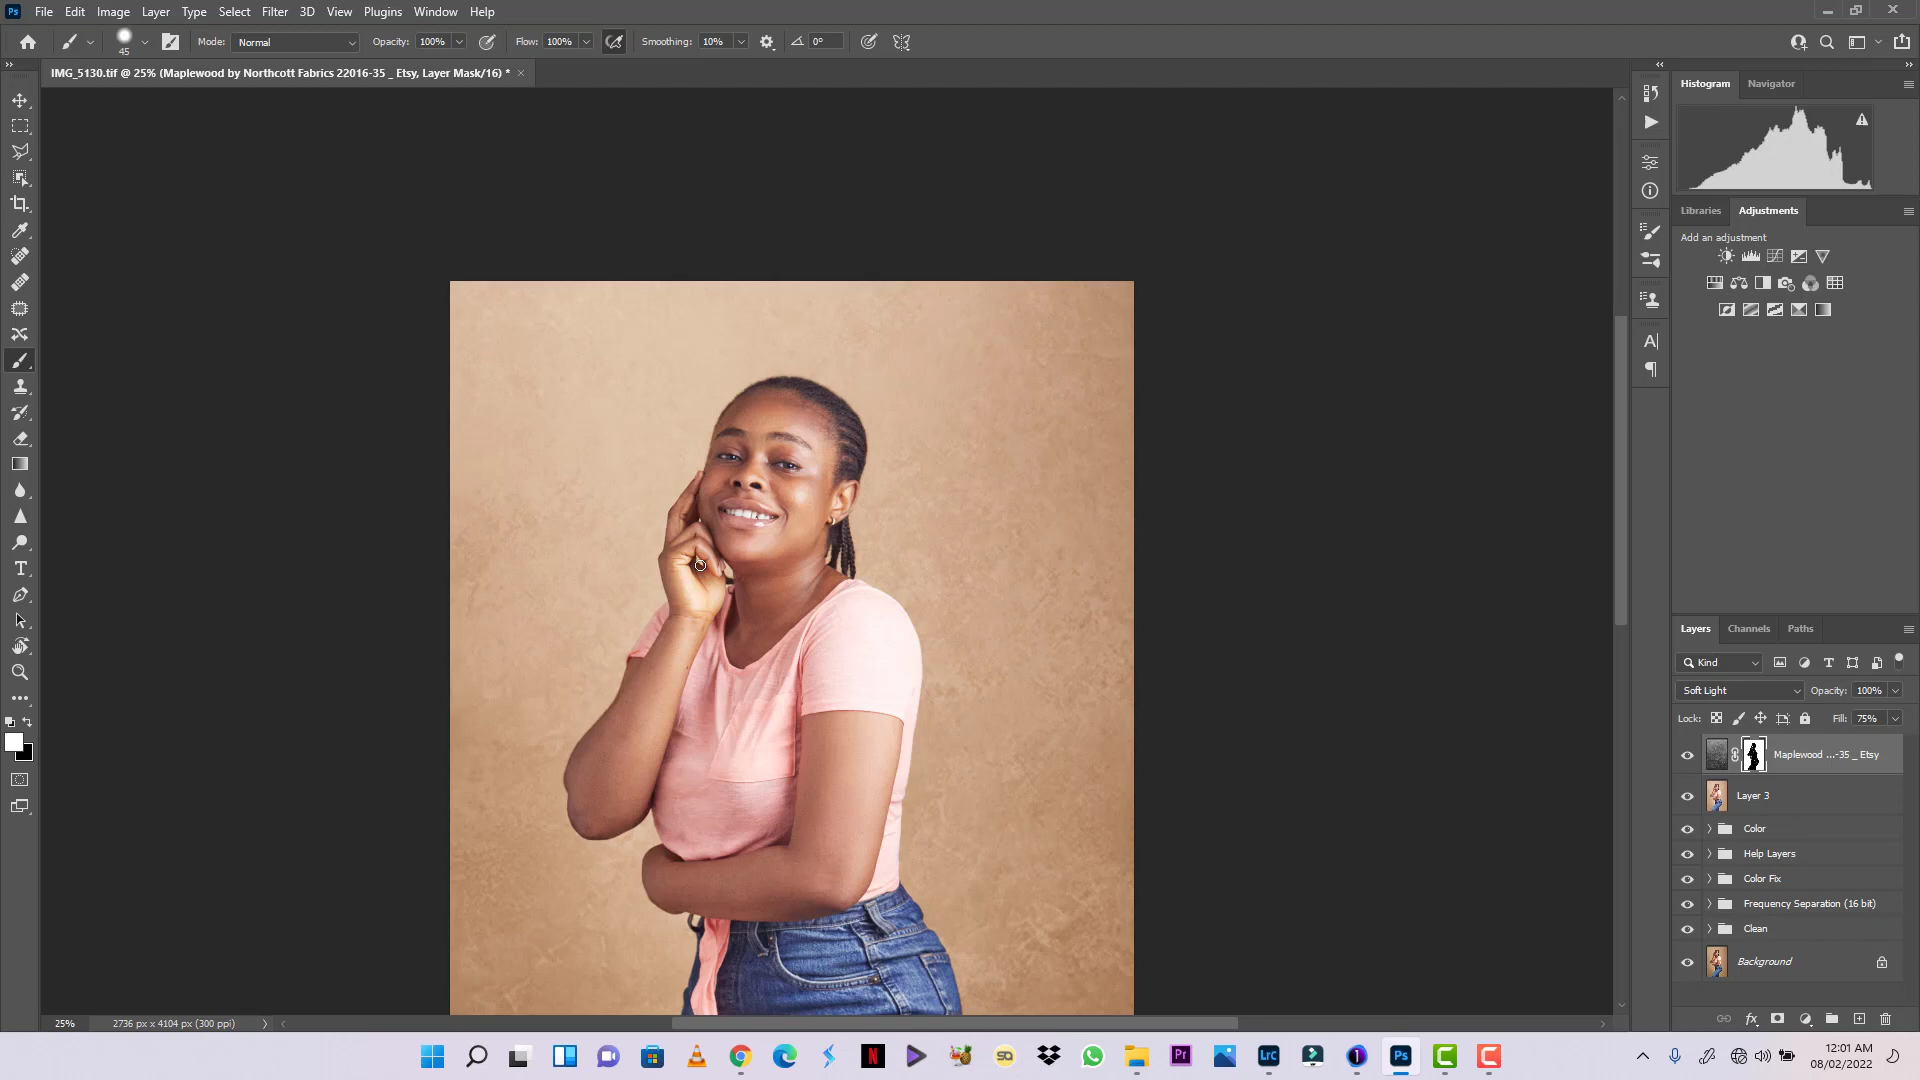 Ps File Edit Image Layer Type Select Filter 3D View Plugins Window Help
45 Mode: Normal Opacity: 100% Flow: 100% Smoothing: 10% 0°
IMG_5130.tif @ 25% (Maplewood by Northcott Fabrics 22016-35 _ Etsy, Layer Mask/16) *
Histogram Navigator
Libraries Adjustments
Add an adjustment
Layers Channels Paths
Kind
Soft Light Opacity: 100%
Lock: Fill: 75%
Maplewood ...-35 _ Etsy
Layer 3
Color
Help Layers
Color Fix
Frequency Separation (16 bit)
Clean
Background
25% 2736 px x 4104 px (300 ppi)
N SQ Pr Lrc Ps
12:01 AM
08/02/2022